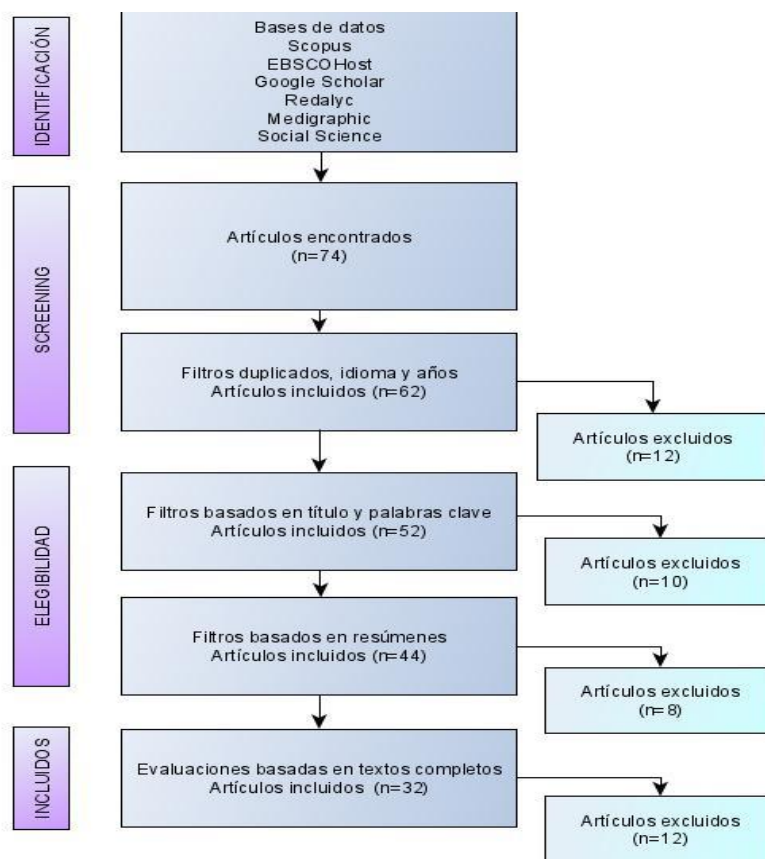 IDENTIFICACIÓN
Bases de datos
Scopus
EBSCOHost
Google Scholar
Redalyc
Medigraphic
Social Science
SCREENING
Artículos encontrados
(n=74)
Filtros duplicados, idioma y años
Artículos incluidos (n=62)
Artículos excluidos
(n=12)
ELEGIBILIDAD
Filtros basados en título y palabras clave
Artículos incluidos (n=52)
Artículos excluidos
(n=10)
Filtros basados en resúmenes
Artículos incluidos (n=44)
Artículos excluidos
(n=8)
INCLUIDOS
Evaluaciones basadas en textos completos
Artículos incluidos (n=32)
Artículos excluidos
(n=12)